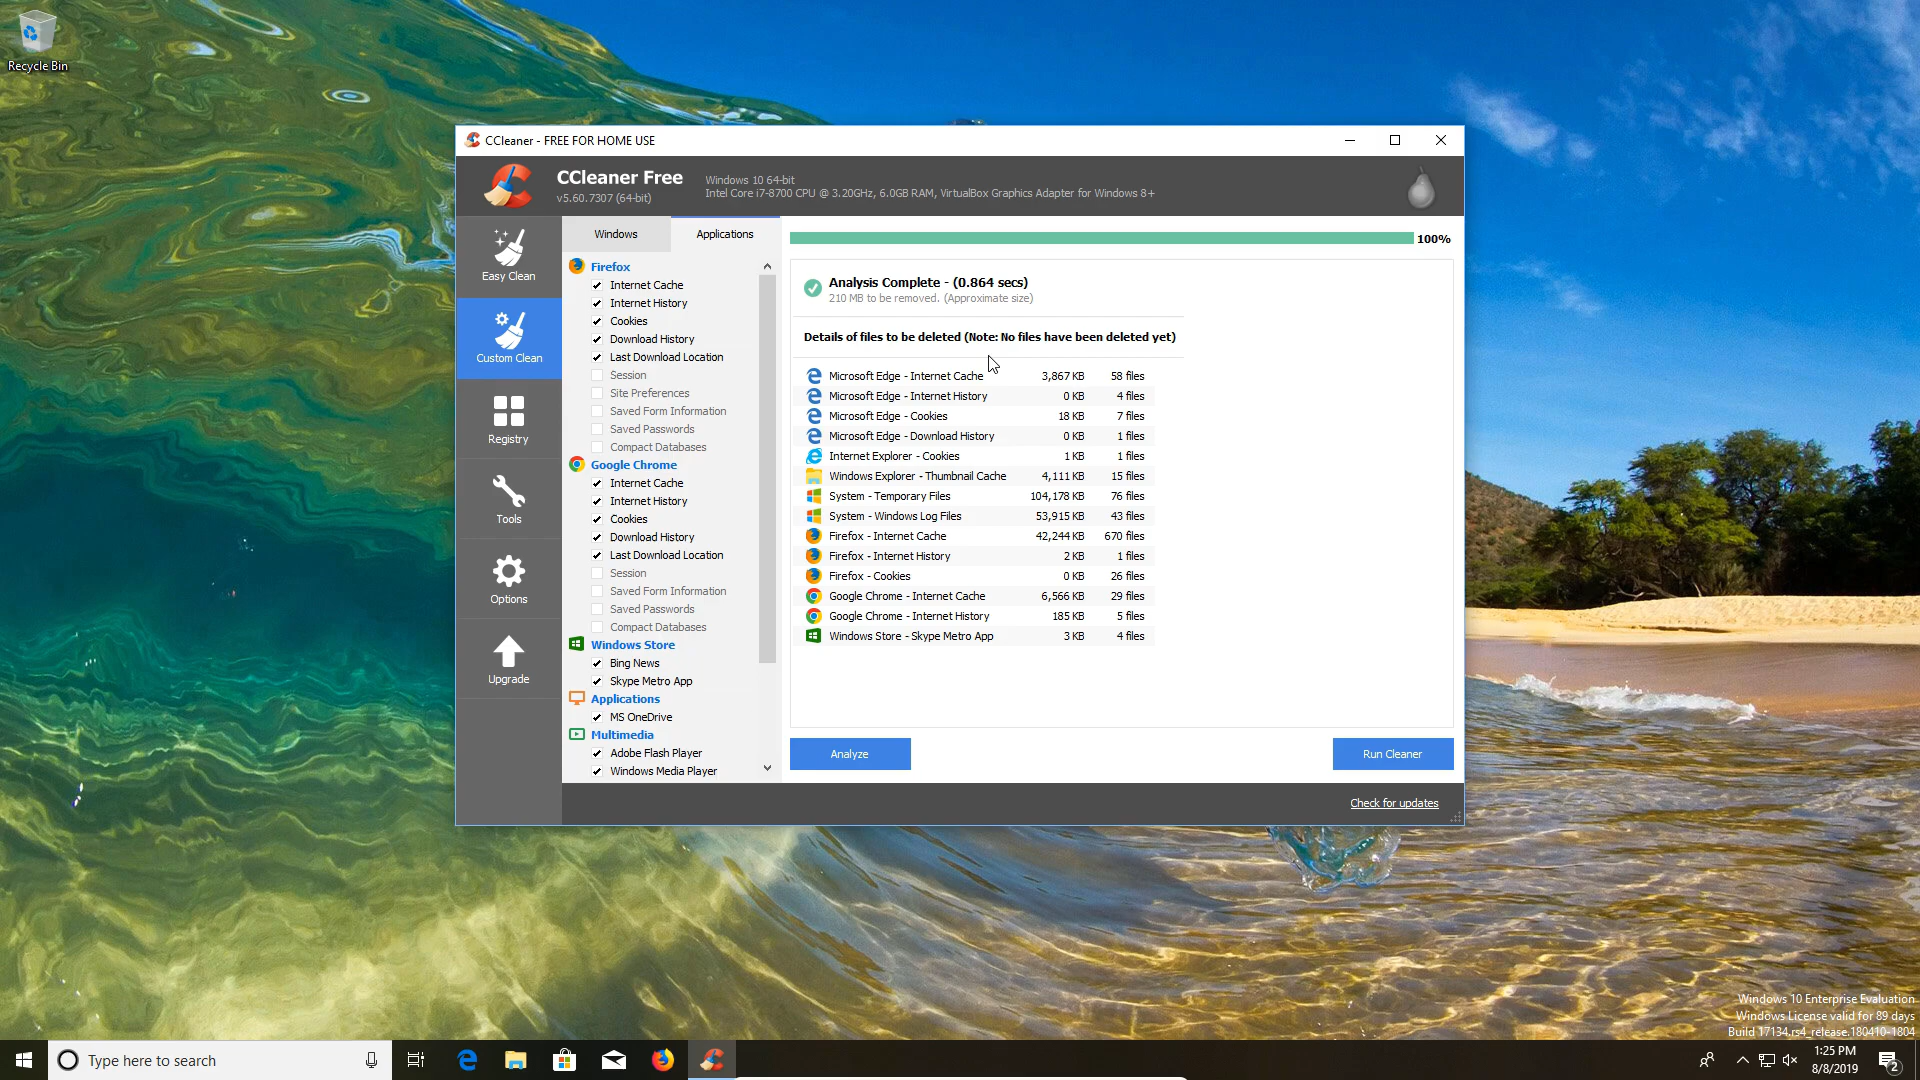 Recycle Bin
CCleaner - FREE FOR HOME USE
CCleaner Free
v5.60.7307 (64-bit)
Windows 10 64-bit
Intel Core i7-8700 CPU @ 3.20GHz, 6.0GB RAM, VirtualBox Graphics Adapter for Windows 8+
Easy Clean
Custom Clean
Registry
Tools
Options
Upgrade
Windows
Applications
Firefox
Internet Cache
Internet History
Cookies
Download History
Last Download Location
Session
Site Preferences
Saved Form Information
Saved Passwords
Compact Databases
Google Chrome
Internet Cache
Internet History
Cookies
Download History
Last Download Location
Session
Saved Form Information
Saved Passwords
Compact Databases
Windows Store
Bing News
Skype Metro App
Applications
MS OneDrive
Multimedia
Adobe Flash Player
Windows Media Player
100%
Analysis Complete - (0.864 secs)
210 MB to be removed. (Approximate size)
Details of files to be deleted (Note: No files have been deleted yet)
Microsoft Edge - Internet Cache 3,867 KB 58 files
Microsoft Edge - Internet History 0 KB 4 files
Microsoft Edge - Cookies 18 KB 7 files
Microsoft Edge - Download History 0 KB 1 files
Internet Explorer - Cookies 1 KB 1 files
Windows Explorer - Thumbnail Cache 4,111 KB 15 files
System - Temporary Files 104,178 KB 76 files
System - Windows Log Files 53,915 KB 43 files
Firefox - Internet Cache 42,244 KB 670 files
Firefox - Internet History 2 KB 1 files
Firefox - Cookies 0 KB 26 files
Google Chrome - Internet Cache 6,566 KB 29 files
Google Chrome - Internet History 185 KB 5 files
Windows Store - Skype Metro App 3 KB 4 files
Analyze
Run Cleaner
Check for updates
Windows 10 Enterprise Evaluation
Windows License valid for 89 days
Build 17134.rs4_release.180410-1804
Type here to search
1:25 PM
8/8/2019
2